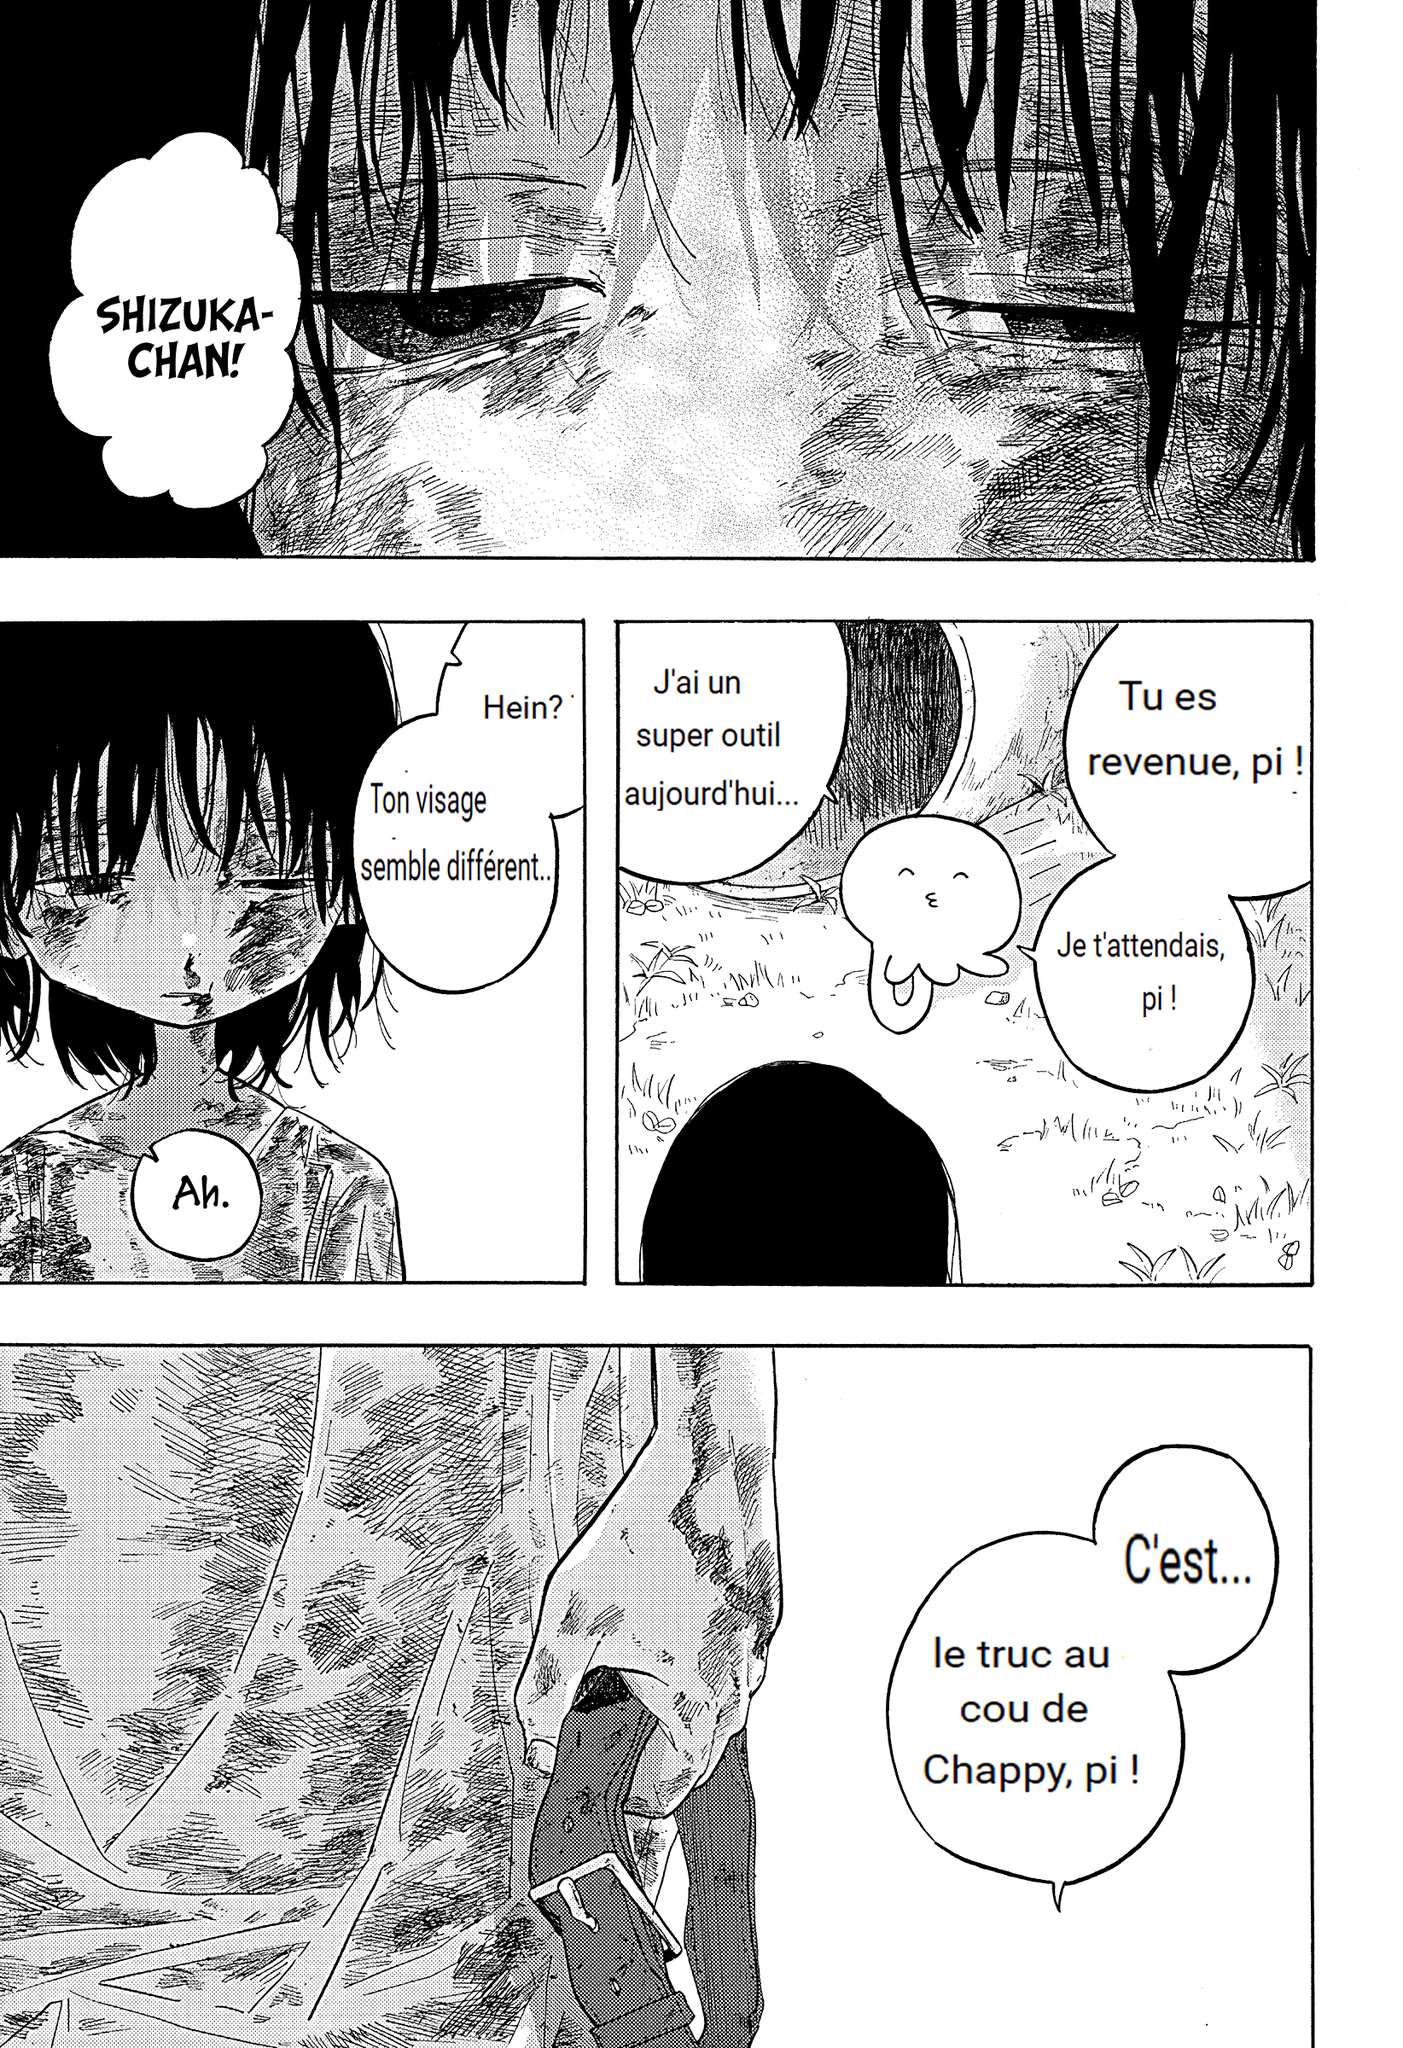 SHIZUKA-
CHAN!
Tu es
revenue, pi !
Je t'attendais,
pi !
J'ai un
super outil
aujourd'hui...
Hein?
Ton visage
semble différent..
Ah.
C'est...
le truc au
cou de
Chappy, pi !